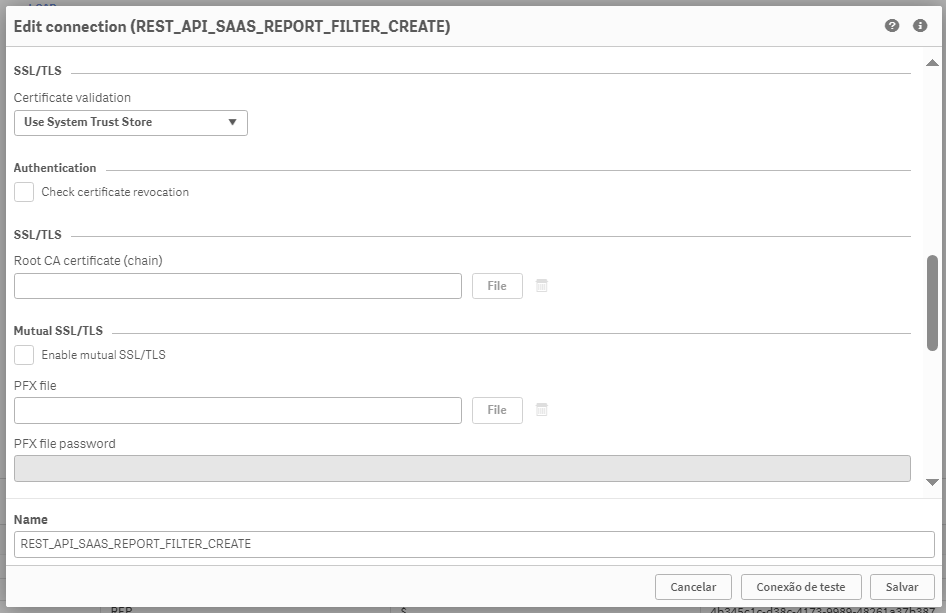 Edit connection (REST_API_SAAS_REPORT_FILTER_CREATE)
SSL/TLS
Certificate validation
Use System Trust Store
Authentication
Check certificate revocation
SSL/TLS
Root CA certificate (chain)
File
Mutual SSL/TLS
Enable mutual SSL/TLS
PFX file
File
PFX file password
Name
REST_API_SAAS_REPORT_FILTER_CREATE
Cancelar Conexão de teste Salvar